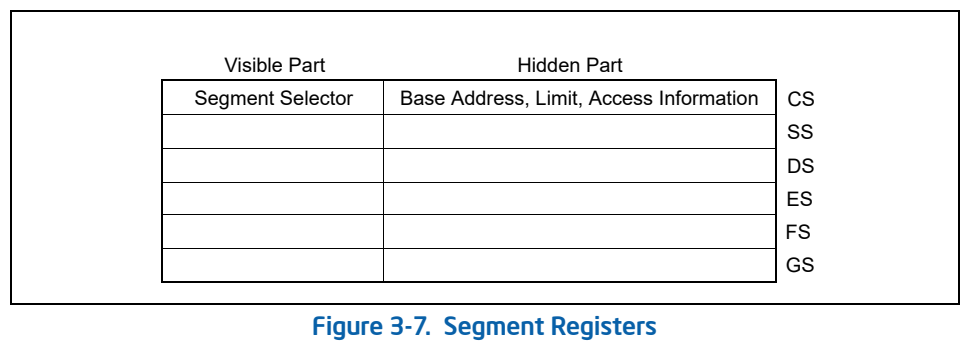 Visible Part Hidden Part
Segment Selector Base Address, Limit, Access Information CS
SS
DS
ES
FS
GS
Figure 3-7. Segment Registers